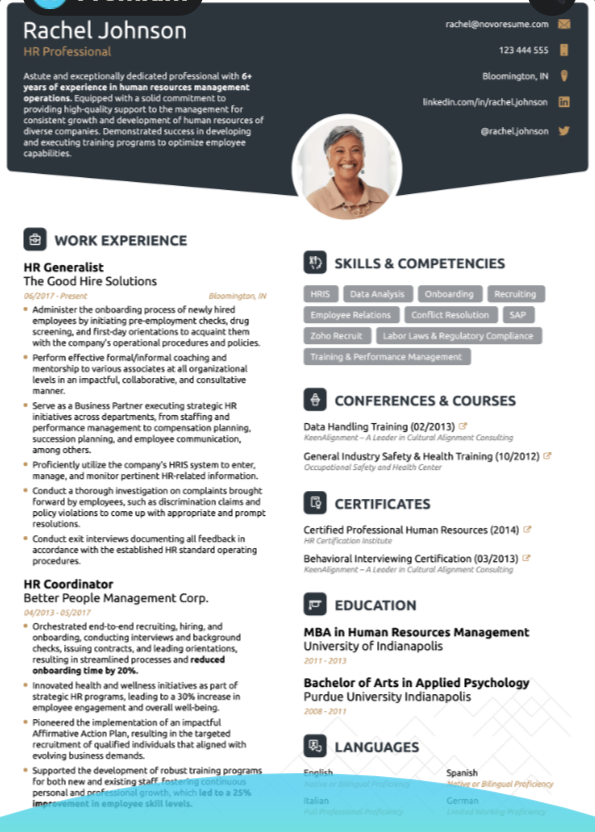 Premium
Rachel Johnson
HR Professional
Astute and exceptionally dedicated professional with 6+
years of experience in human resources management
operations. Equipped with a solid commitment to
providing high-quality support to the management for
consistent growth and development of human resources of
diverse companies. Demonstrated success in developing
and executing training programs to optimize employee
capabilities.
rachel@novoresume.com
123 444 555
Bloomington, IN
linkedin.com/in/rachel.johnson
@rachel.johnson
WORK EXPERIENCE
HR Generalist
The Good Hire Solutions
06/2017 - Present
Bloomington, IN
Administer the onboarding process of newly hired
employees by initiating pre-employment checks, drug
screening, and first-day orientations to acquaint them
with the company's operational procedures and policies.
Perform effective formal/informal coaching and
mentorship to various associates at all organizational
levels in an impactful, collaborative, and consultative
manner.
Serve as a Business Partner executing strategic HR
initiatives across departments, from staffing and
performance management to compensation planning,
succession planning, and employee communication,
among others.
Proficiently utilize the company's HRIS system to enter,
manage, and monitor pertinent HR-related information.
Conduct a thorough investigation on complaints brought
forward by employees, such as discrimination claims and
policy violations to come up with appropriate and prompt
resolutions.
Conduct exit interviews documenting all feedback in
accordance with the established HR standard operating
procedures.
HR Coordinator
Better People Management Corp.
04/2013 - 05/2017
Orchestrated end-to-end recruiting, hiring, and
onboarding, conducting interviews and background
checks, issuing contracts, and leading orientations,
resulting in streamlined processes and reduced
onboarding time by 20%.
Innovated health and wellness initiatives as part of
strategic HR programs, leading to a 30% increase in
employee engagement and overall well-being.
Pioneered the implementation of an impactful
Affirmative Action Plan, resulting in the targeted
recruitment of qualified individuals that aligned with
evolving business demands.
Supported the development of robust training programs
for both new and existing staff, fostering continuous
personal and professional growth, which led to a 25%
improvement in employee skill levels.
SKILLS & COMPETENCIES
HRIS Data Analysis Onboarding Recruiting
Employee Relations Conflict Resolution SAP
Zoho Recruit Labor Laws & Regulatory Compliance
Training & Performance Management
CONFERENCES & COURSES
Data Handling Training (02/2013)
KeenAlignment – A Leader in Cultural Alignment Consulting
General Industry Safety & Health Training (10/2012)
Occupational Safety and Health Center
CERTIFICATES
Certified Professional Human Resources (2014)
HR Certification Institute
Behavioral Interviewing Certification (03/2013)
KeenAlignment – A Leader in Cultural Alignment Consulting
EDUCATION
MBA in Human Resources Management
University of Indianapolis
2011 - 2013
Bachelor of Arts in Applied Psychology
Purdue University Indianapolis
2008 - 2011
LANGUAGES
English
Native or Bilingual Proficiency
Spanish
Native or Bilingual Proficiency
Italian
Full Professional Proficiency
German
Limited Working Proficiency